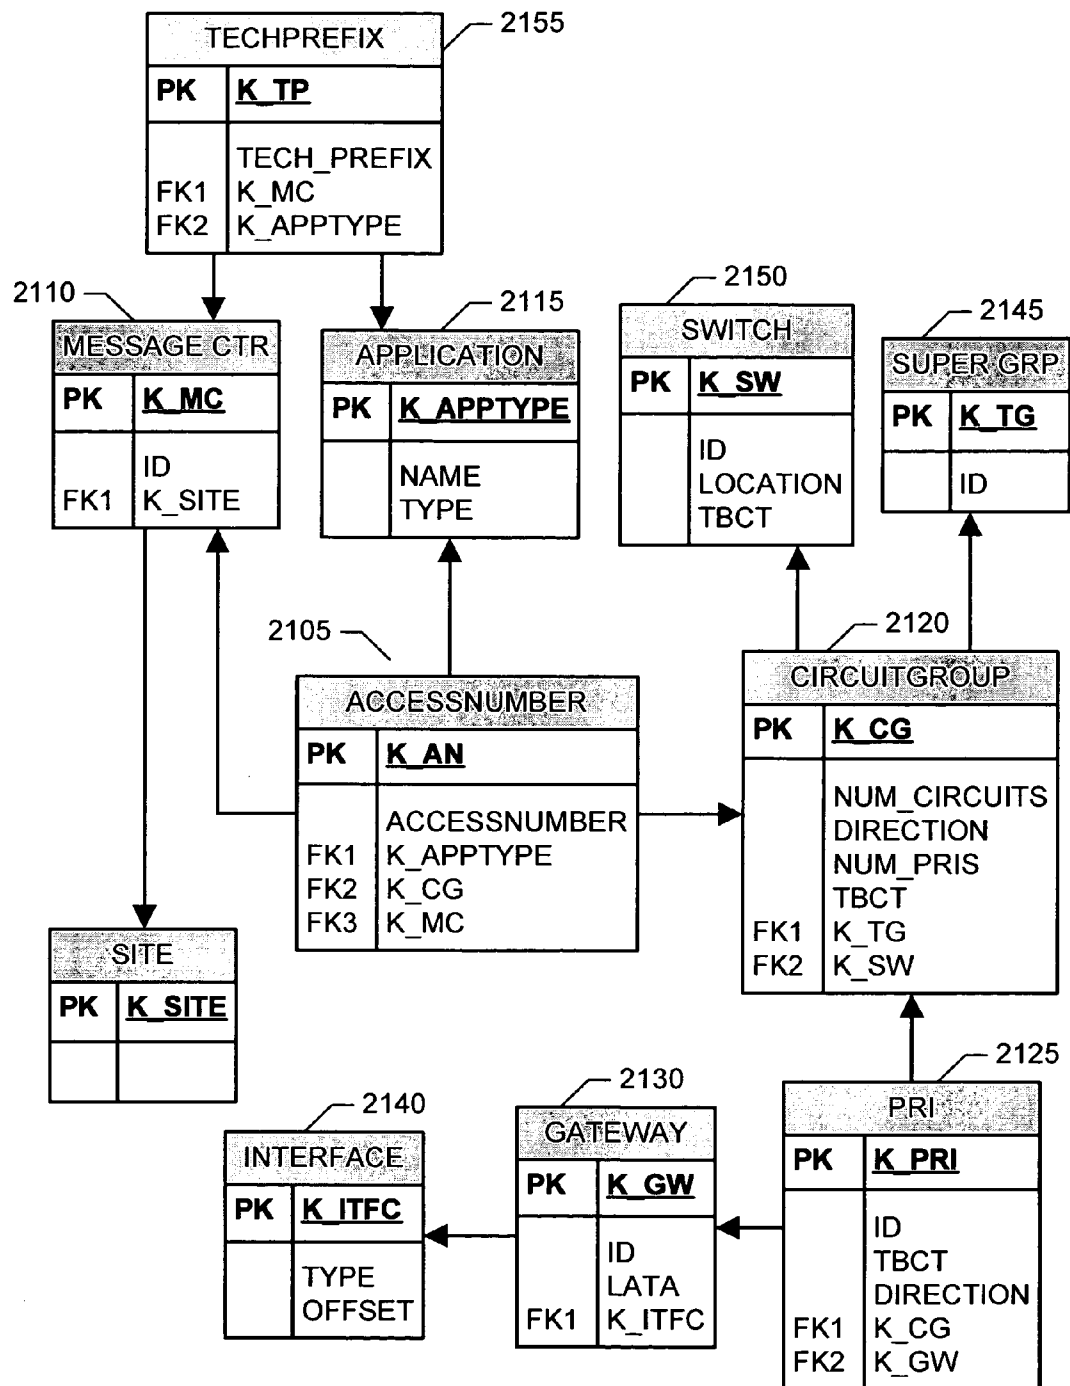 TECHPREFIX
2155
PK K_TP
TECH_PREFIX
FK1 K_MC
FK2 K_APPTYPE
2110
MESSAGE CTR
PK K_MC
ID
FK1 K_SITE
2115
APPLICATION
PK K_APPTYPE
NAME
TYPE
2150
SWITCH
PK K_SW
ID
LOCATION
TBCT
2145
SUPER GRP
PK K_TG
ID
2105
ACCESSNUMBER
PK K_AN
ACCESSNUMBER
FK1 K_APPTYPE
FK2 K_CG
FK3 K_MC
2120
CIRCUITGROUP
PK K_CG
NUM_CIRCUITS
DIRECTION
NUM_PRIS
TBCT
FK1 K_TG
FK2 K_SW
SITE
PK K_SITE
2140
INTERFACE
PK K_ITFC
TYPE
OFFSET
2130
GATEWAY
PK K_GW
ID
LATA
FK1 K_ITFC
2125
PRI
PK K_PRI
ID
TBCT
DIRECTION
FK1 K_CG
FK2 K_GW